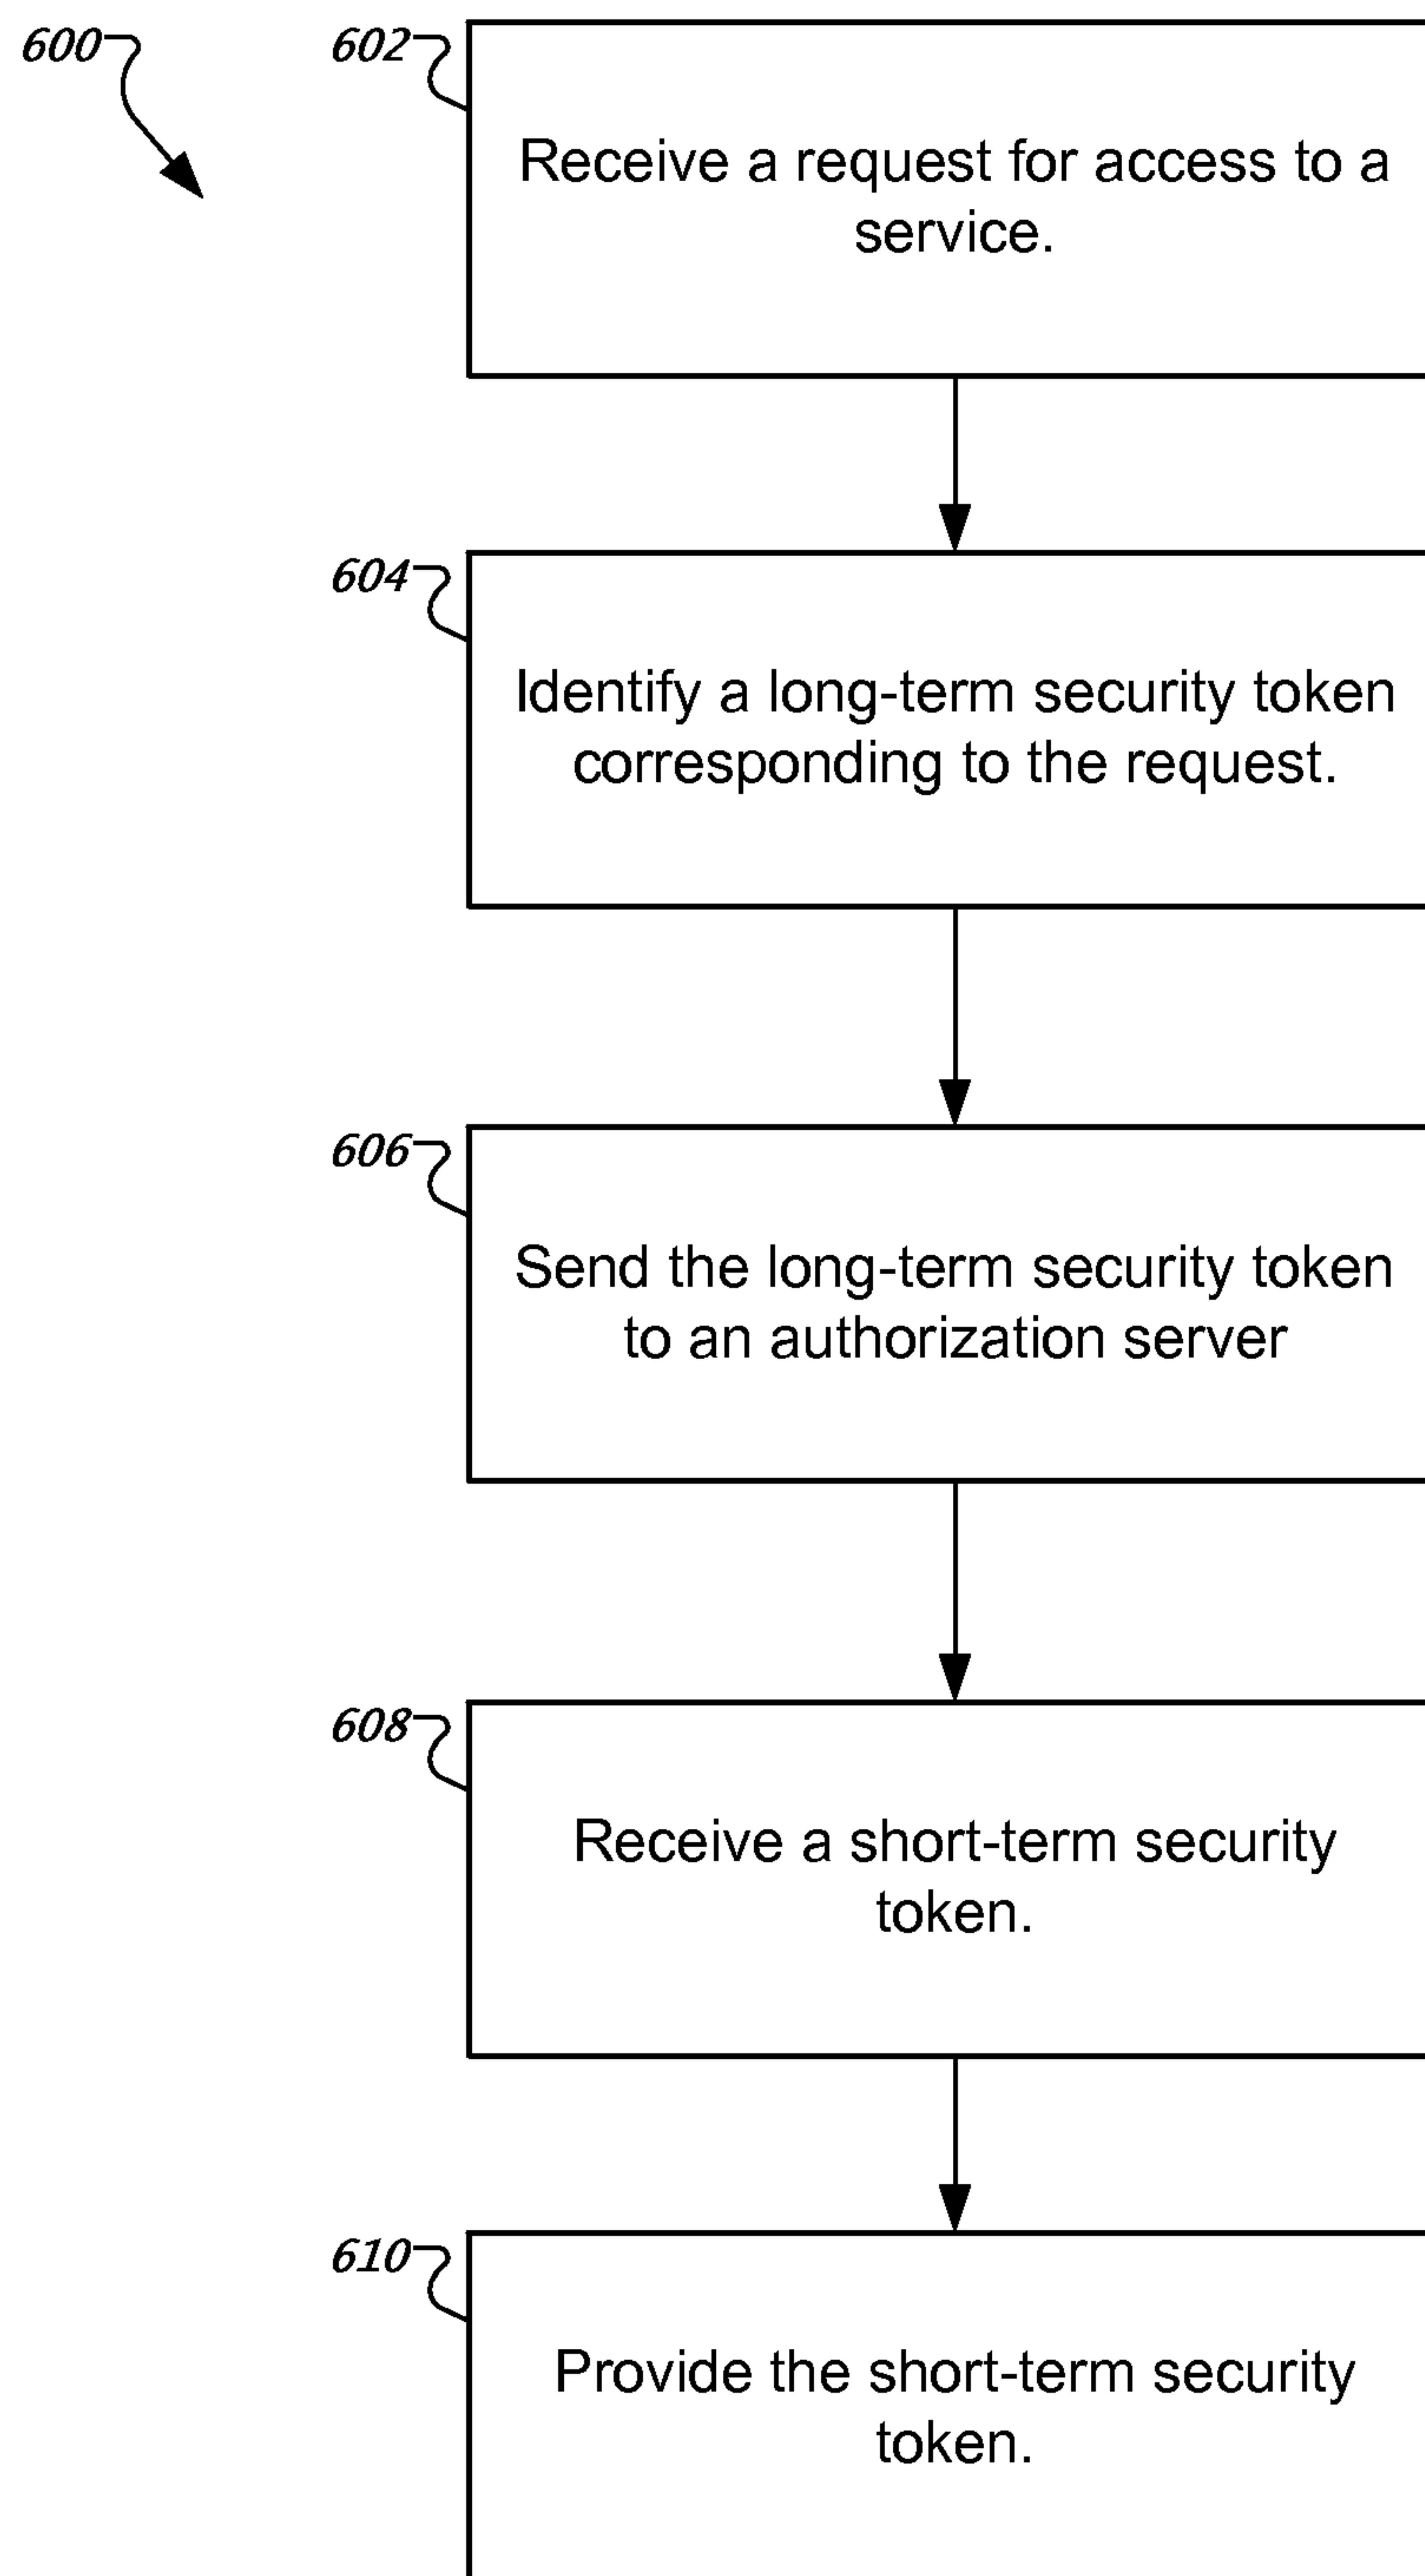 600
602
Receive a request for access to a
service.
604
Identify a long-term security token
corresponding to the request.
606
Send the long-term security token
to an authorization server
608
Receive a short-term security
token.
610
Provide the short-term security
token.